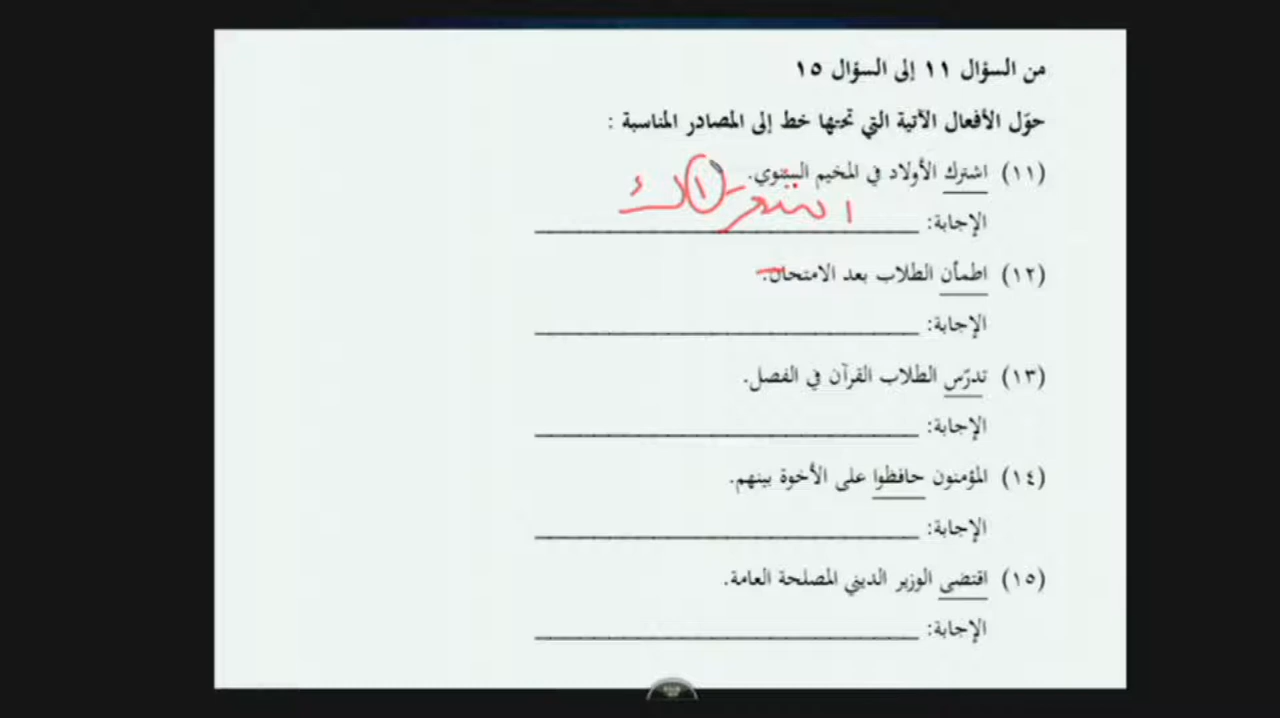 من السؤال ١١ إلى السؤال ١٥
حوّل الأفعال الآتية التي تحتها خط إلى المصادر المناسبة :
(١١) اشترك الأولاد في المخيم السنوي.
الإجابة: اشتراك
(١٢) اطمأن الطلاب بعد الامتحان.
الإجابة:
(١٣) تدرّس الطلاب القرآن في الفصل.
الإجابة:
(١٤) المؤمنون حافظوا على الأخوة بينهم.
الإجابة:
(١٥) اقتضى الوزير الديني المصلحة العامة.
الإجابة: